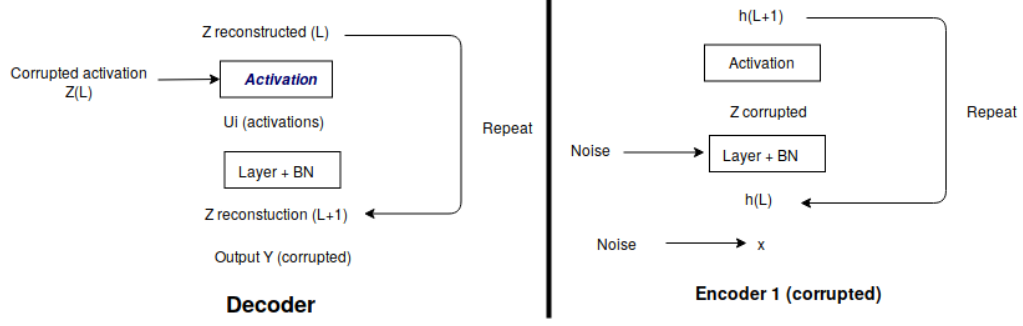 Z reconstructed (L)
Corrupted activation
Z(L)
Activation
Ui (activations)
Repeat
Layer + BN
Z reconstuction (L+1)
Output Y (corrupted)
Decoder
h(L+1)
Activation
Z corrupted
Repeat
Noise
Layer + BN
h(L)
Noise
x
Encoder 1 (corrupted)